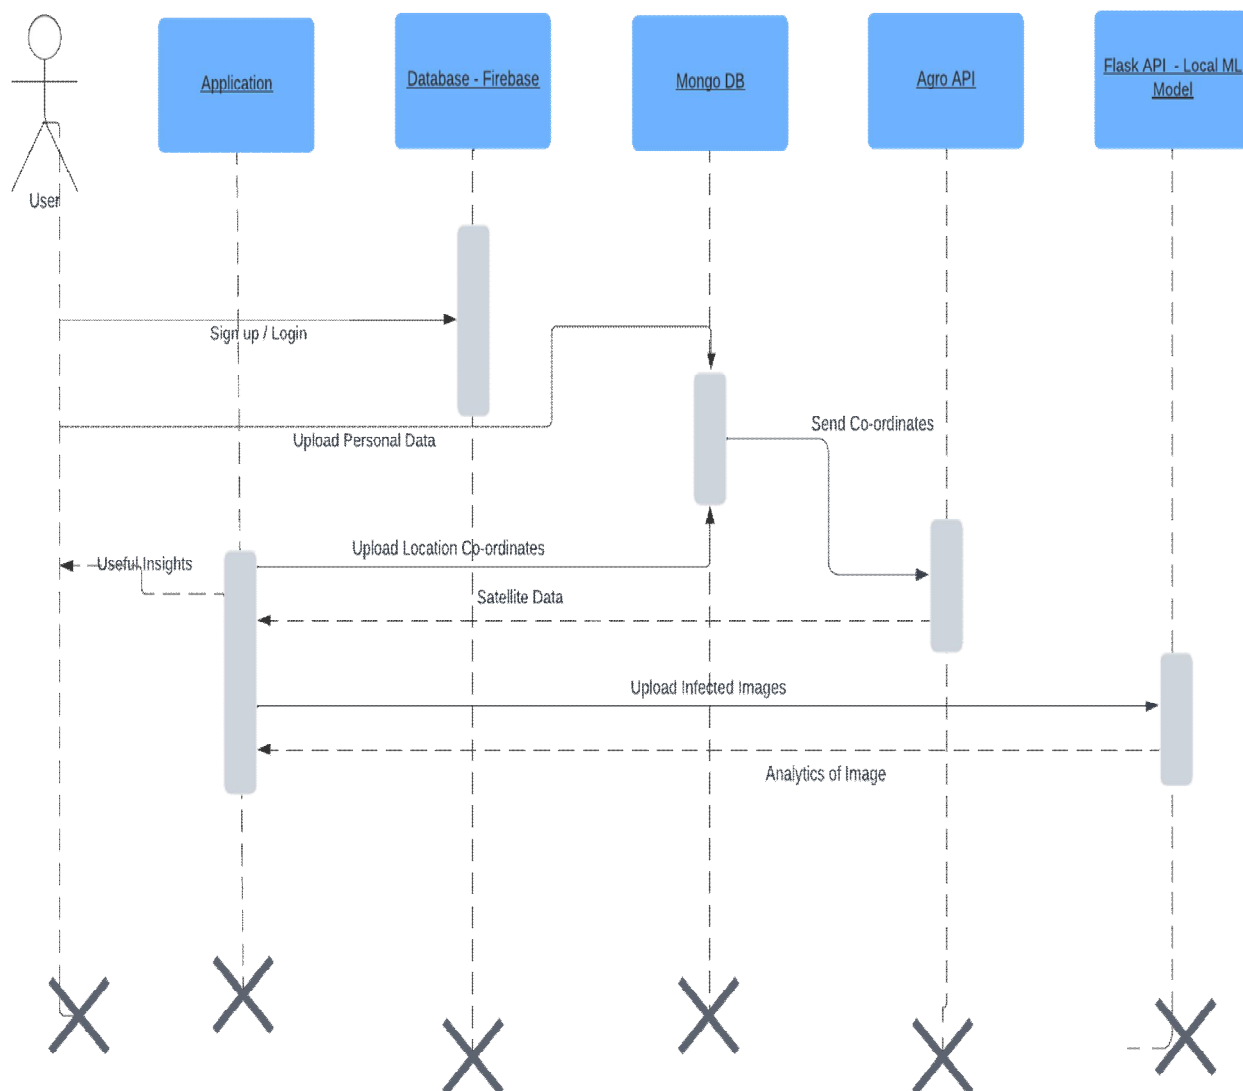 Application
Database - Firebase
Mongo DB
Agro API
Flask API - Local ML
Model
User
Sign up / Login
Upload Personal Data
Send Co-ordinates
Upload Location Co-ordinates
Useful Insights
Satellite Data
Upload Infected Images
Analytics of Image